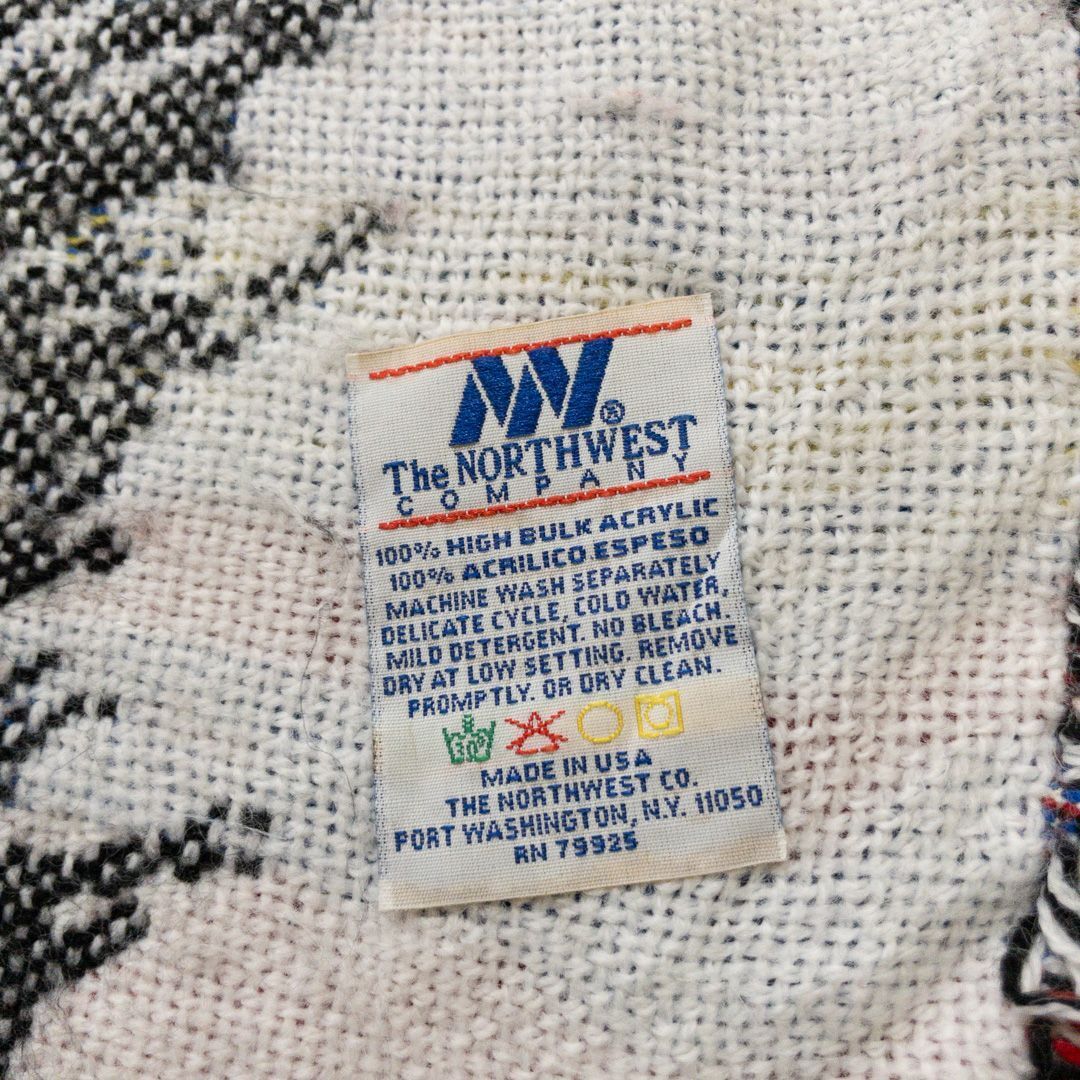 NW®
The NORTHWEST
COMPANY
100% HIGH BULK ACRYLIC
100% ACRILICO ESPESO
MACHINE WASH SEPARATELY
DELICATE CYCLE, COLD WATER,
MILD DETERGENT. NO BLEACH.
DRY AT LOW SETTING. REMOVE
PROMPTLY. OR DRY CLEAN.
30°
MADE IN USA
THE NORTHWEST CO.
PORT WASHINGTON, N.Y. 11050
RN 79925